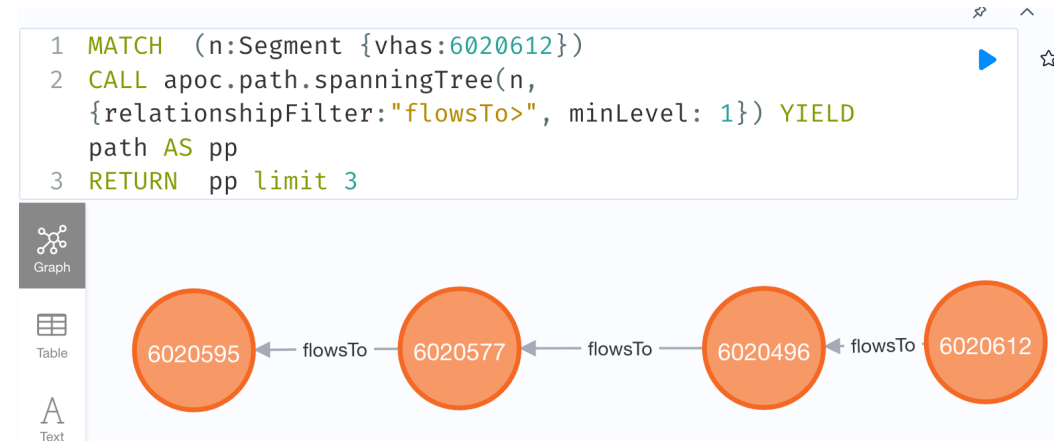 1 MATCH  (n:Segment {vhas:6020612})
2 CALL apoc.path.spanningTree(n,
{relationshipFilter:"flowsTo>", minLevel: 1}) YIELD
path AS pp
3 RETURN  pp limit 3
Graph
Table
Text
6020595 flowsTo 6020577 flowsTo 6020496 flowsTo 6020612